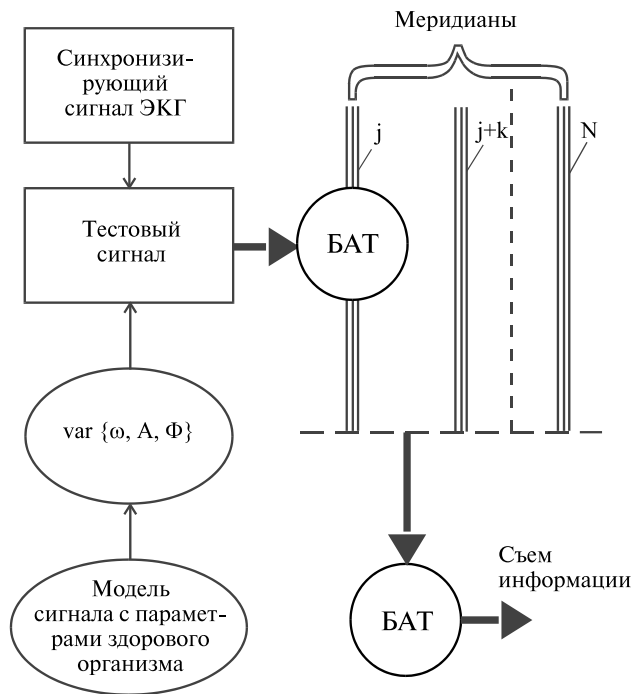 Меридианы
Синхронизи-
рующий
сигнал ЭКГ
j
j+k
N
Тестовый
сигнал
БАТ
var {ω, A, Φ}
Модель
сигнала с парамет-
рами здорового
организма
БАТ
Съем
информации